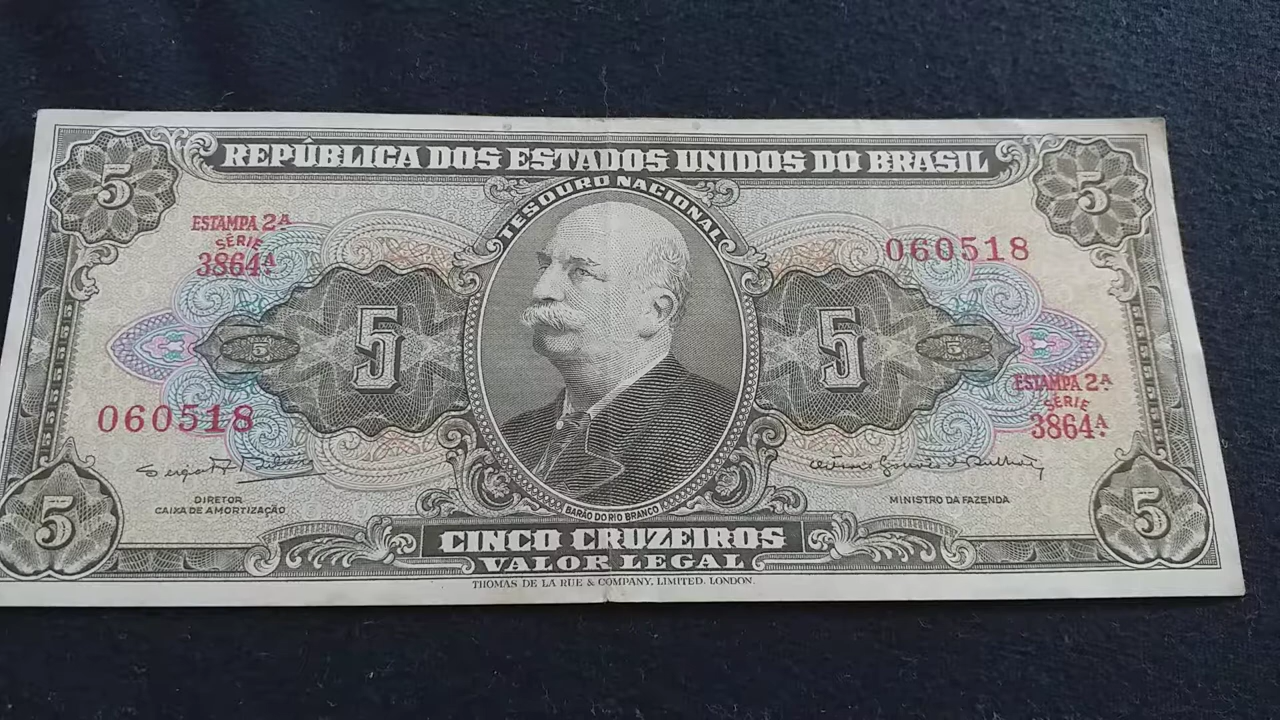 5
REPÚBLICA DOS ESTADOS UNIDOS DO BRASIL
5
TESOURO NACIONAL
ESTAMPA 2ᴬ
SÉRIE
3864ᴬ
060518
5
5
5
5
ESTAMPA 2ᴬ
SÉRIE
3864ᴬ
060518
DIRETOR
CAIXA DE AMORTIZAÇÃO
MINISTRO DA FAZENDA
BARÃO DO RIO BRANCO
5
CINCO CRUZEIROS
5
VALOR LEGAL
THOMAS DE LA RUE & COMPANY, LIMITED. LONDON.